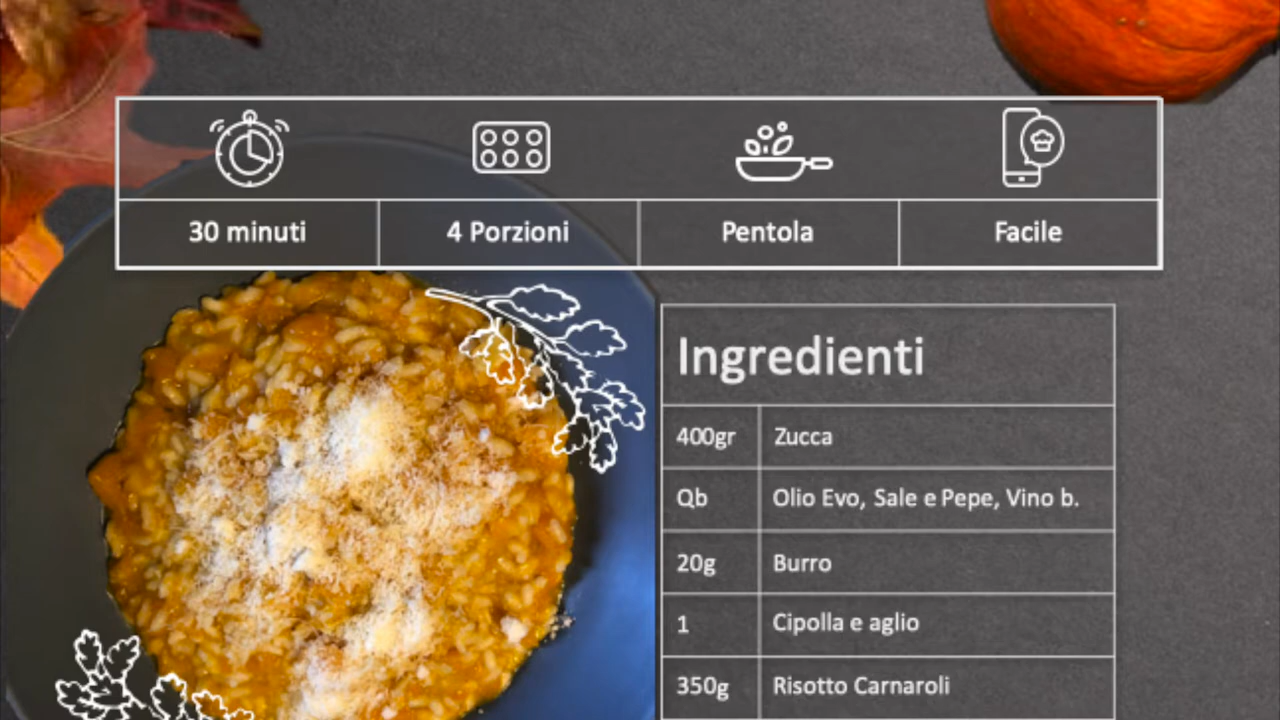 30 minuti
4 Porzioni
Pentola
Facile
Ingredienti
400gr Zucca
Qb Olio Evo, Sale e Pepe, Vino b.
20g Burro
1 Cipolla e aglio
350g Risotto Carnaroli